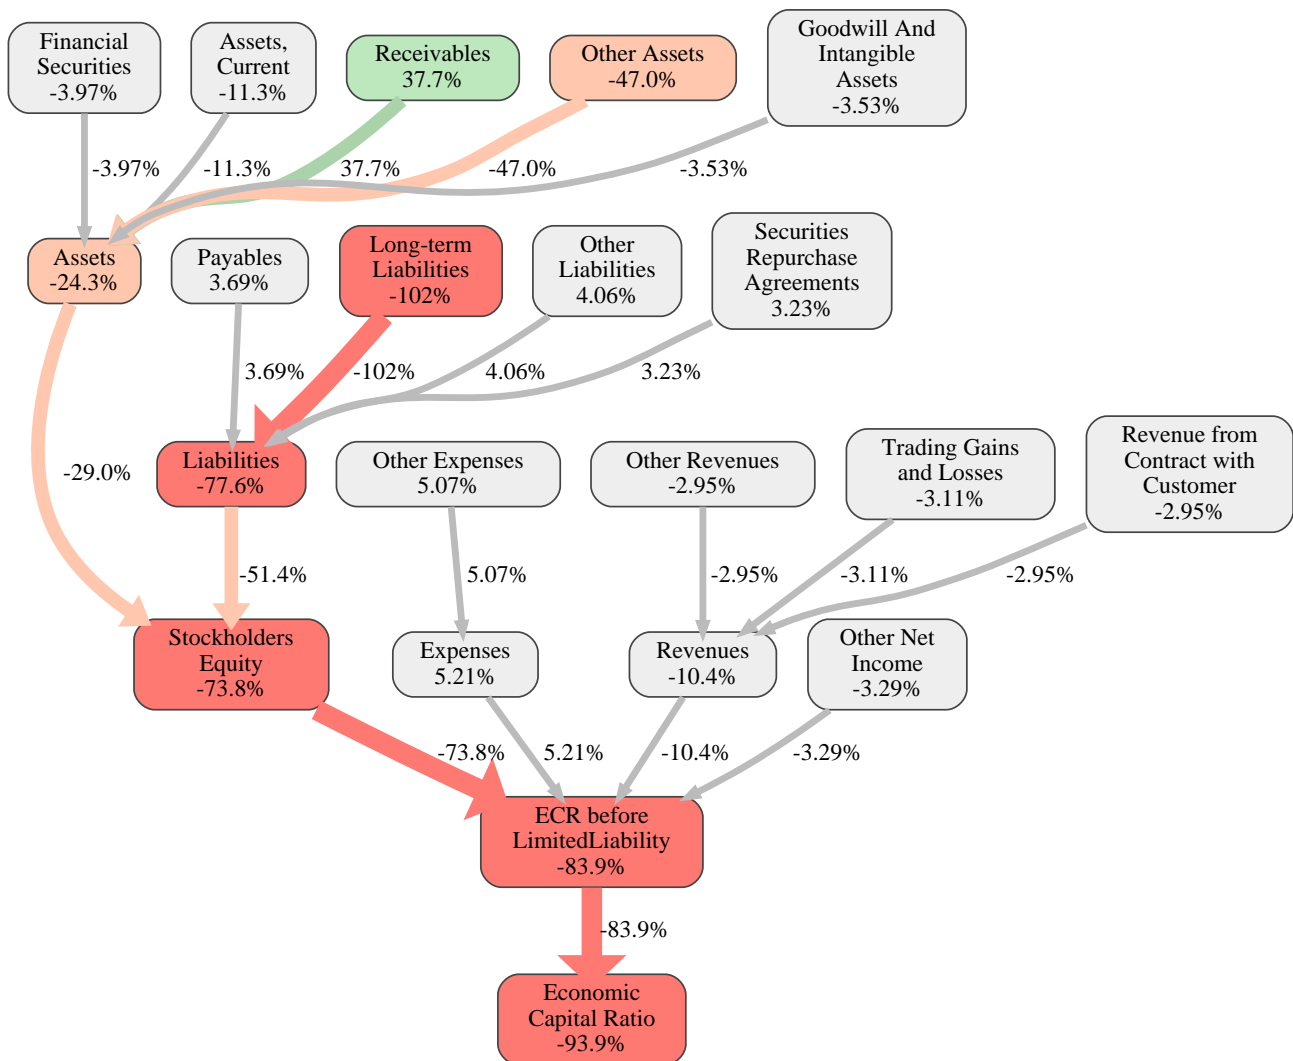 Financial
Securities
-3.97%
Assets,
Current
-11.3%
Receivables
37.7%
Other Assets
-47.0%
Goodwill And
Intangible
Assets
-3.53%
-3.97%
-11.3%
37.7%
-47.0%
-3.53%
Assets
-24.3%
Payables
3.69%
Long-term
Liabilities
-102%
Other
Liabilities
4.06%
Securities
Repurchase
Agreements
3.23%
3.69%
-102%
4.06%
3.23%
-29.0%
Liabilities
-77.6%
Other Expenses
5.07%
Other Revenues
-2.95%
Trading Gains
and Losses
-3.11%
Revenue from
Contract with
Customer
-2.95%
-51.4%
5.07%
-2.95%
-3.11%
-2.95%
Stockholders
Equity
-73.8%
Expenses
5.21%
Revenues
-10.4%
Other Net
Income
-3.29%
-73.8%
5.21%
-10.4%
-3.29%
ECR before
LimitedLiability
-83.9%
-83.9%
Economic
Capital Ratio
-93.9%